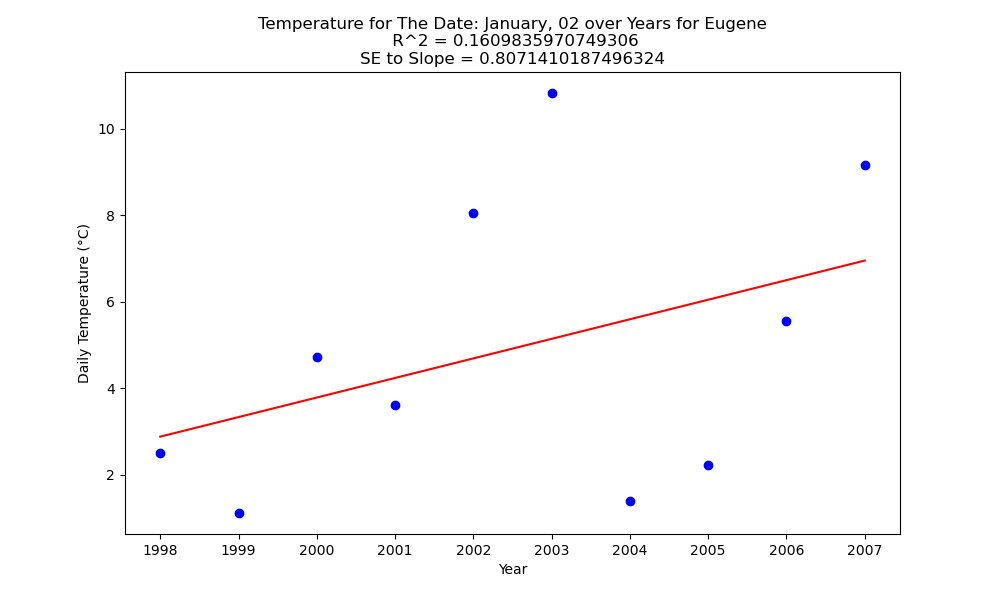 Temperature for The Date: January, 02 over Years for Eugene
R^2 = 0.1609835970749306
SE to Slope = 0.8071410187496324
Daily Temperature (°C)
10
8
6
4
2
1998 1999 2000 2001 2002 2003 2004 2005 2006 2007
Year